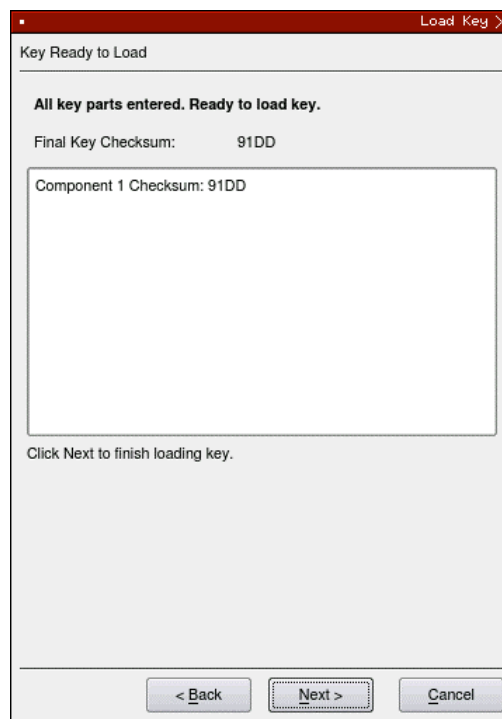 Load Key
Key Ready to Load
All key parts entered. Ready to load key.
Final Key Checksum: 91DD
Component 1 Checksum: 91DD
Click Next to finish loading key.
< Back Next > Cancel